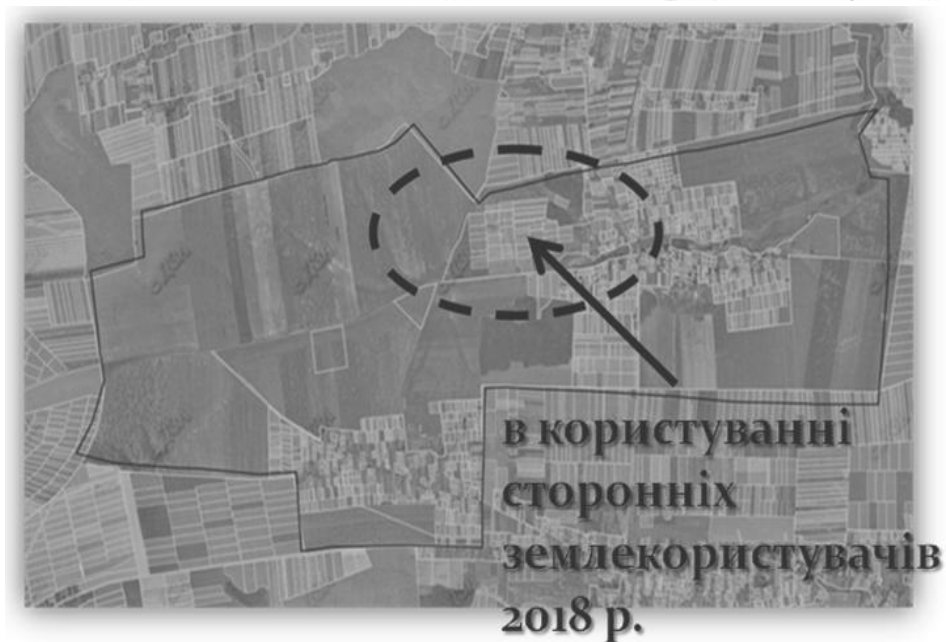 в користуванні
сторонніх
землекористувачів
2018 р.